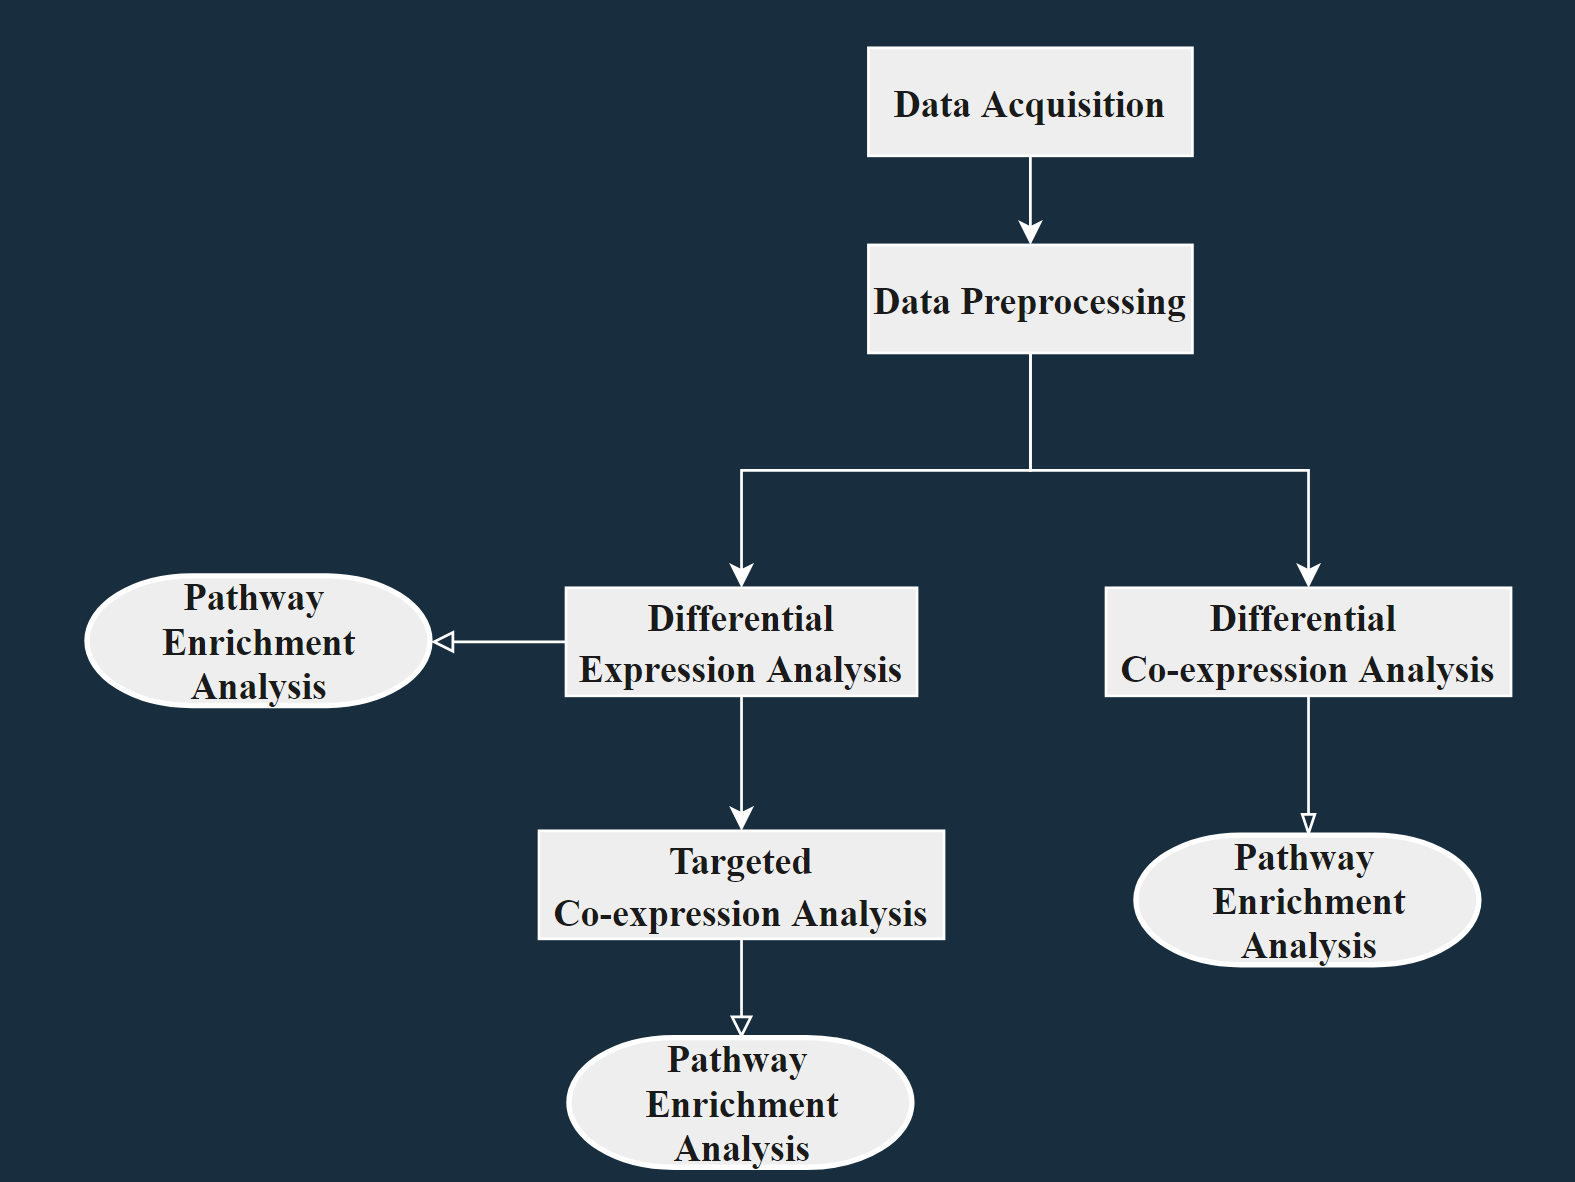 Data Acquisition
Data Preprocessing
Pathway
Enrichment
Analysis
Differential
Expression Analysis
Differential
Co-expression Analysis
Targeted
Co-expression Analysis
Pathway
Enrichment
Analysis
Pathway
Enrichment
Analysis